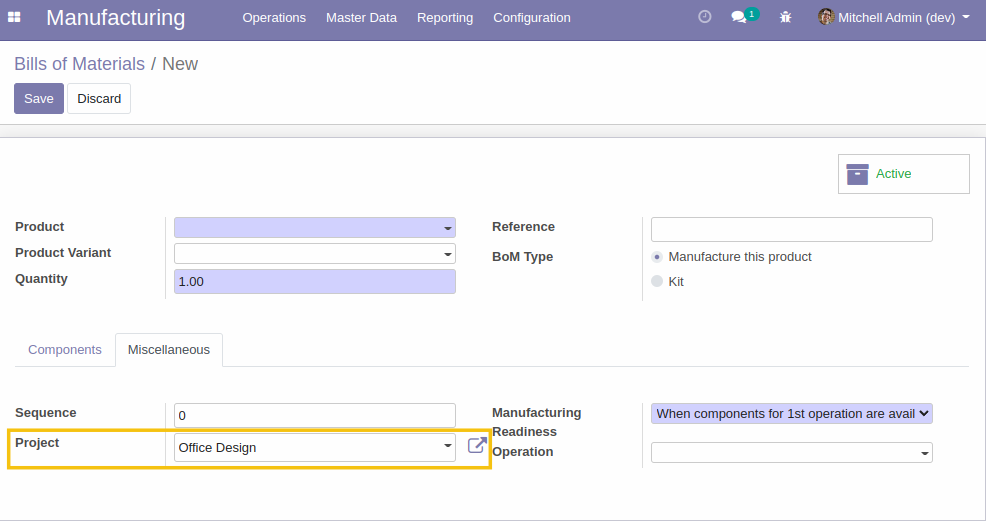 Manufacturing Operations Master Data Reporting Configuration 1 Mitchell Admin (dev)
Bills of Materials / New
Save Discard
Active
Product
Product Variant
Quantity 1.00
Reference
BoM Type Manufacture this product
Kit
Components Miscellaneous
Sequence 0
Project Office Design
Manufacturing When components for 1st operation are avail
Readiness
Operation